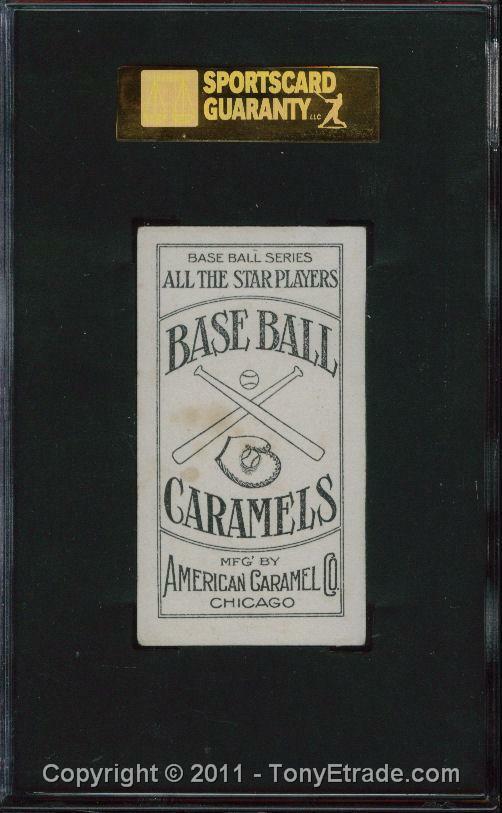 SPORTSCARD
GUARANTY LLC
BASE BALL SERIES
ALL THE STAR PLAYERS
BASE BALL
CARAMELS
MFG' BY
AMERICAN CARAMEL CO.
CHICAGO
Copyright © 2011 - TonyEtrade.com